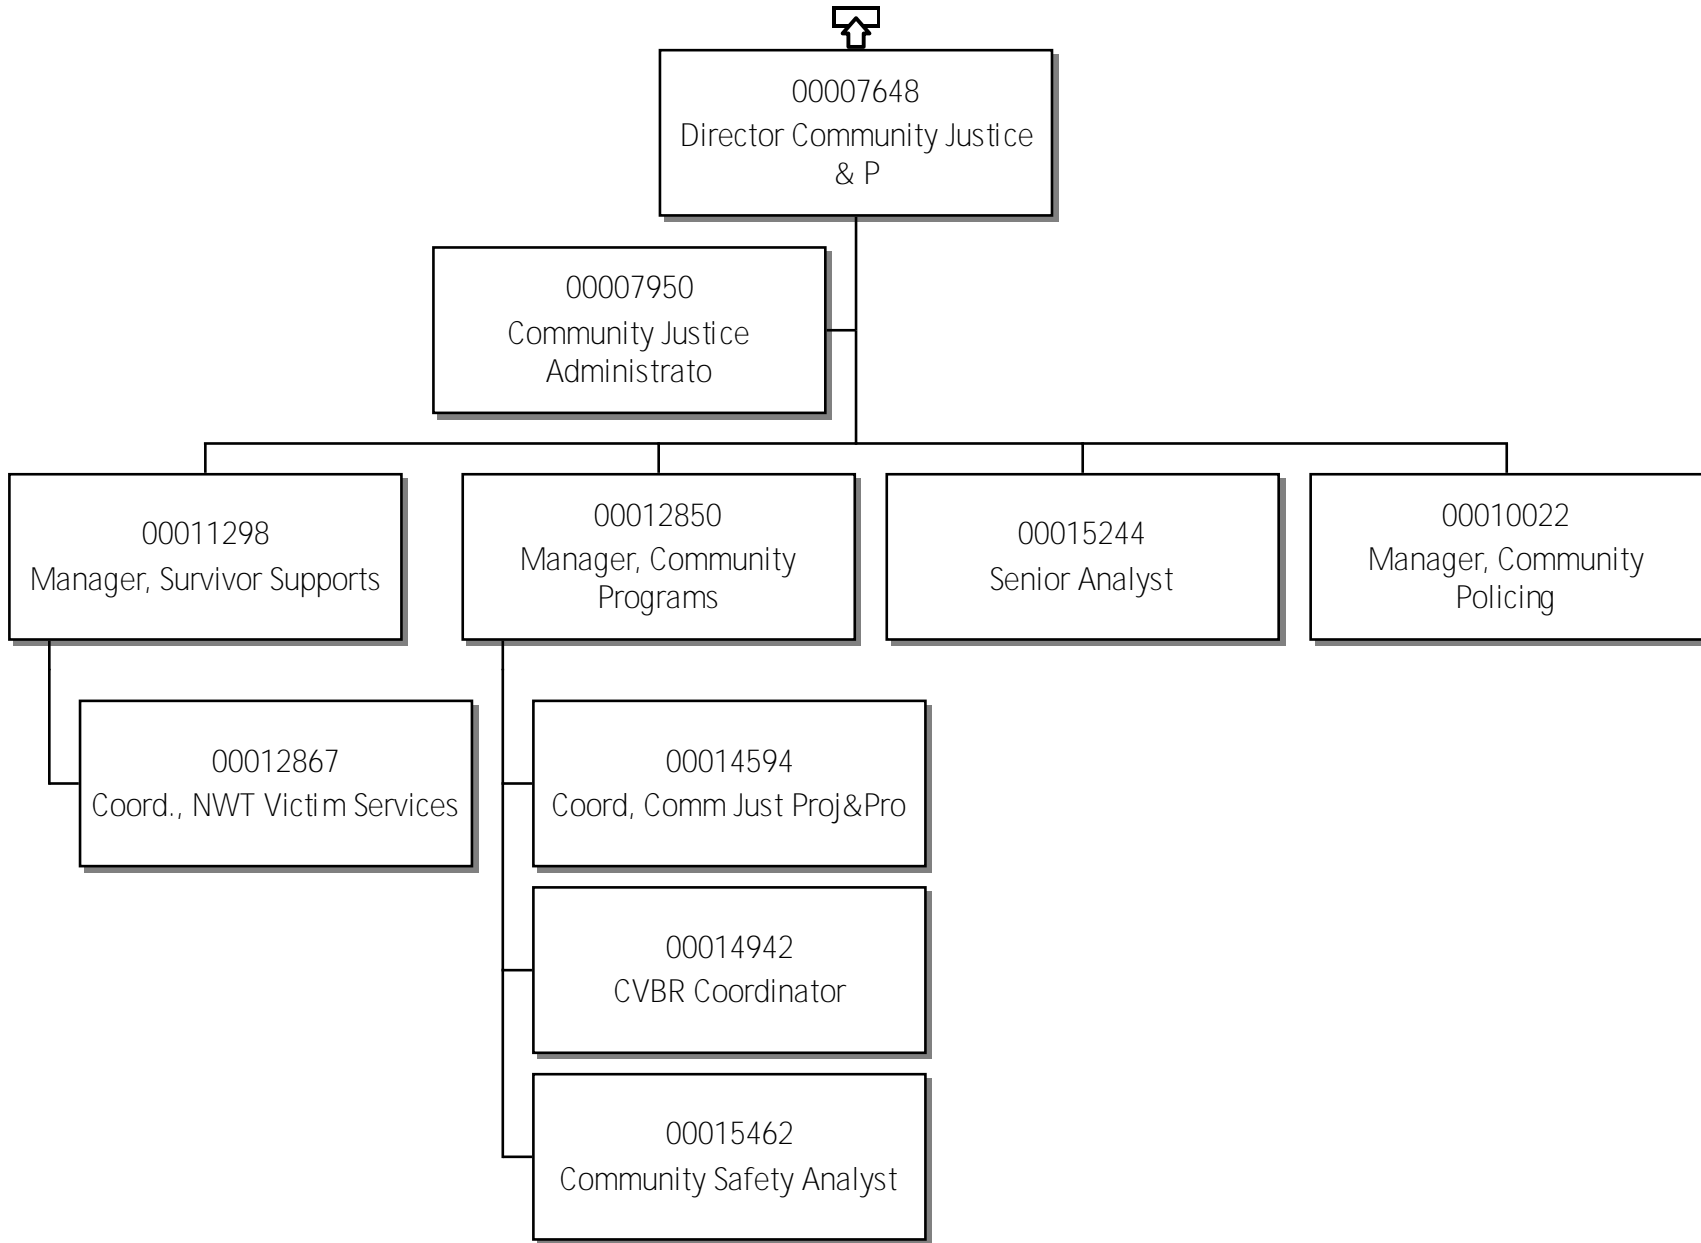 00007648
Director Community Justice
& P
00007950
Community Justice
Administrato
00011298
Manager, Survivor Supports
00012850
Manager, Community
Programs
00015244
Senior Analyst
00010022
Manager, Community
Policing
00012867
Coord., NWT Victim Services
00014594
Coord, Comm Just Proj&Pro
00014942
CVBR Coordinator
00015462
Community Safety Analyst